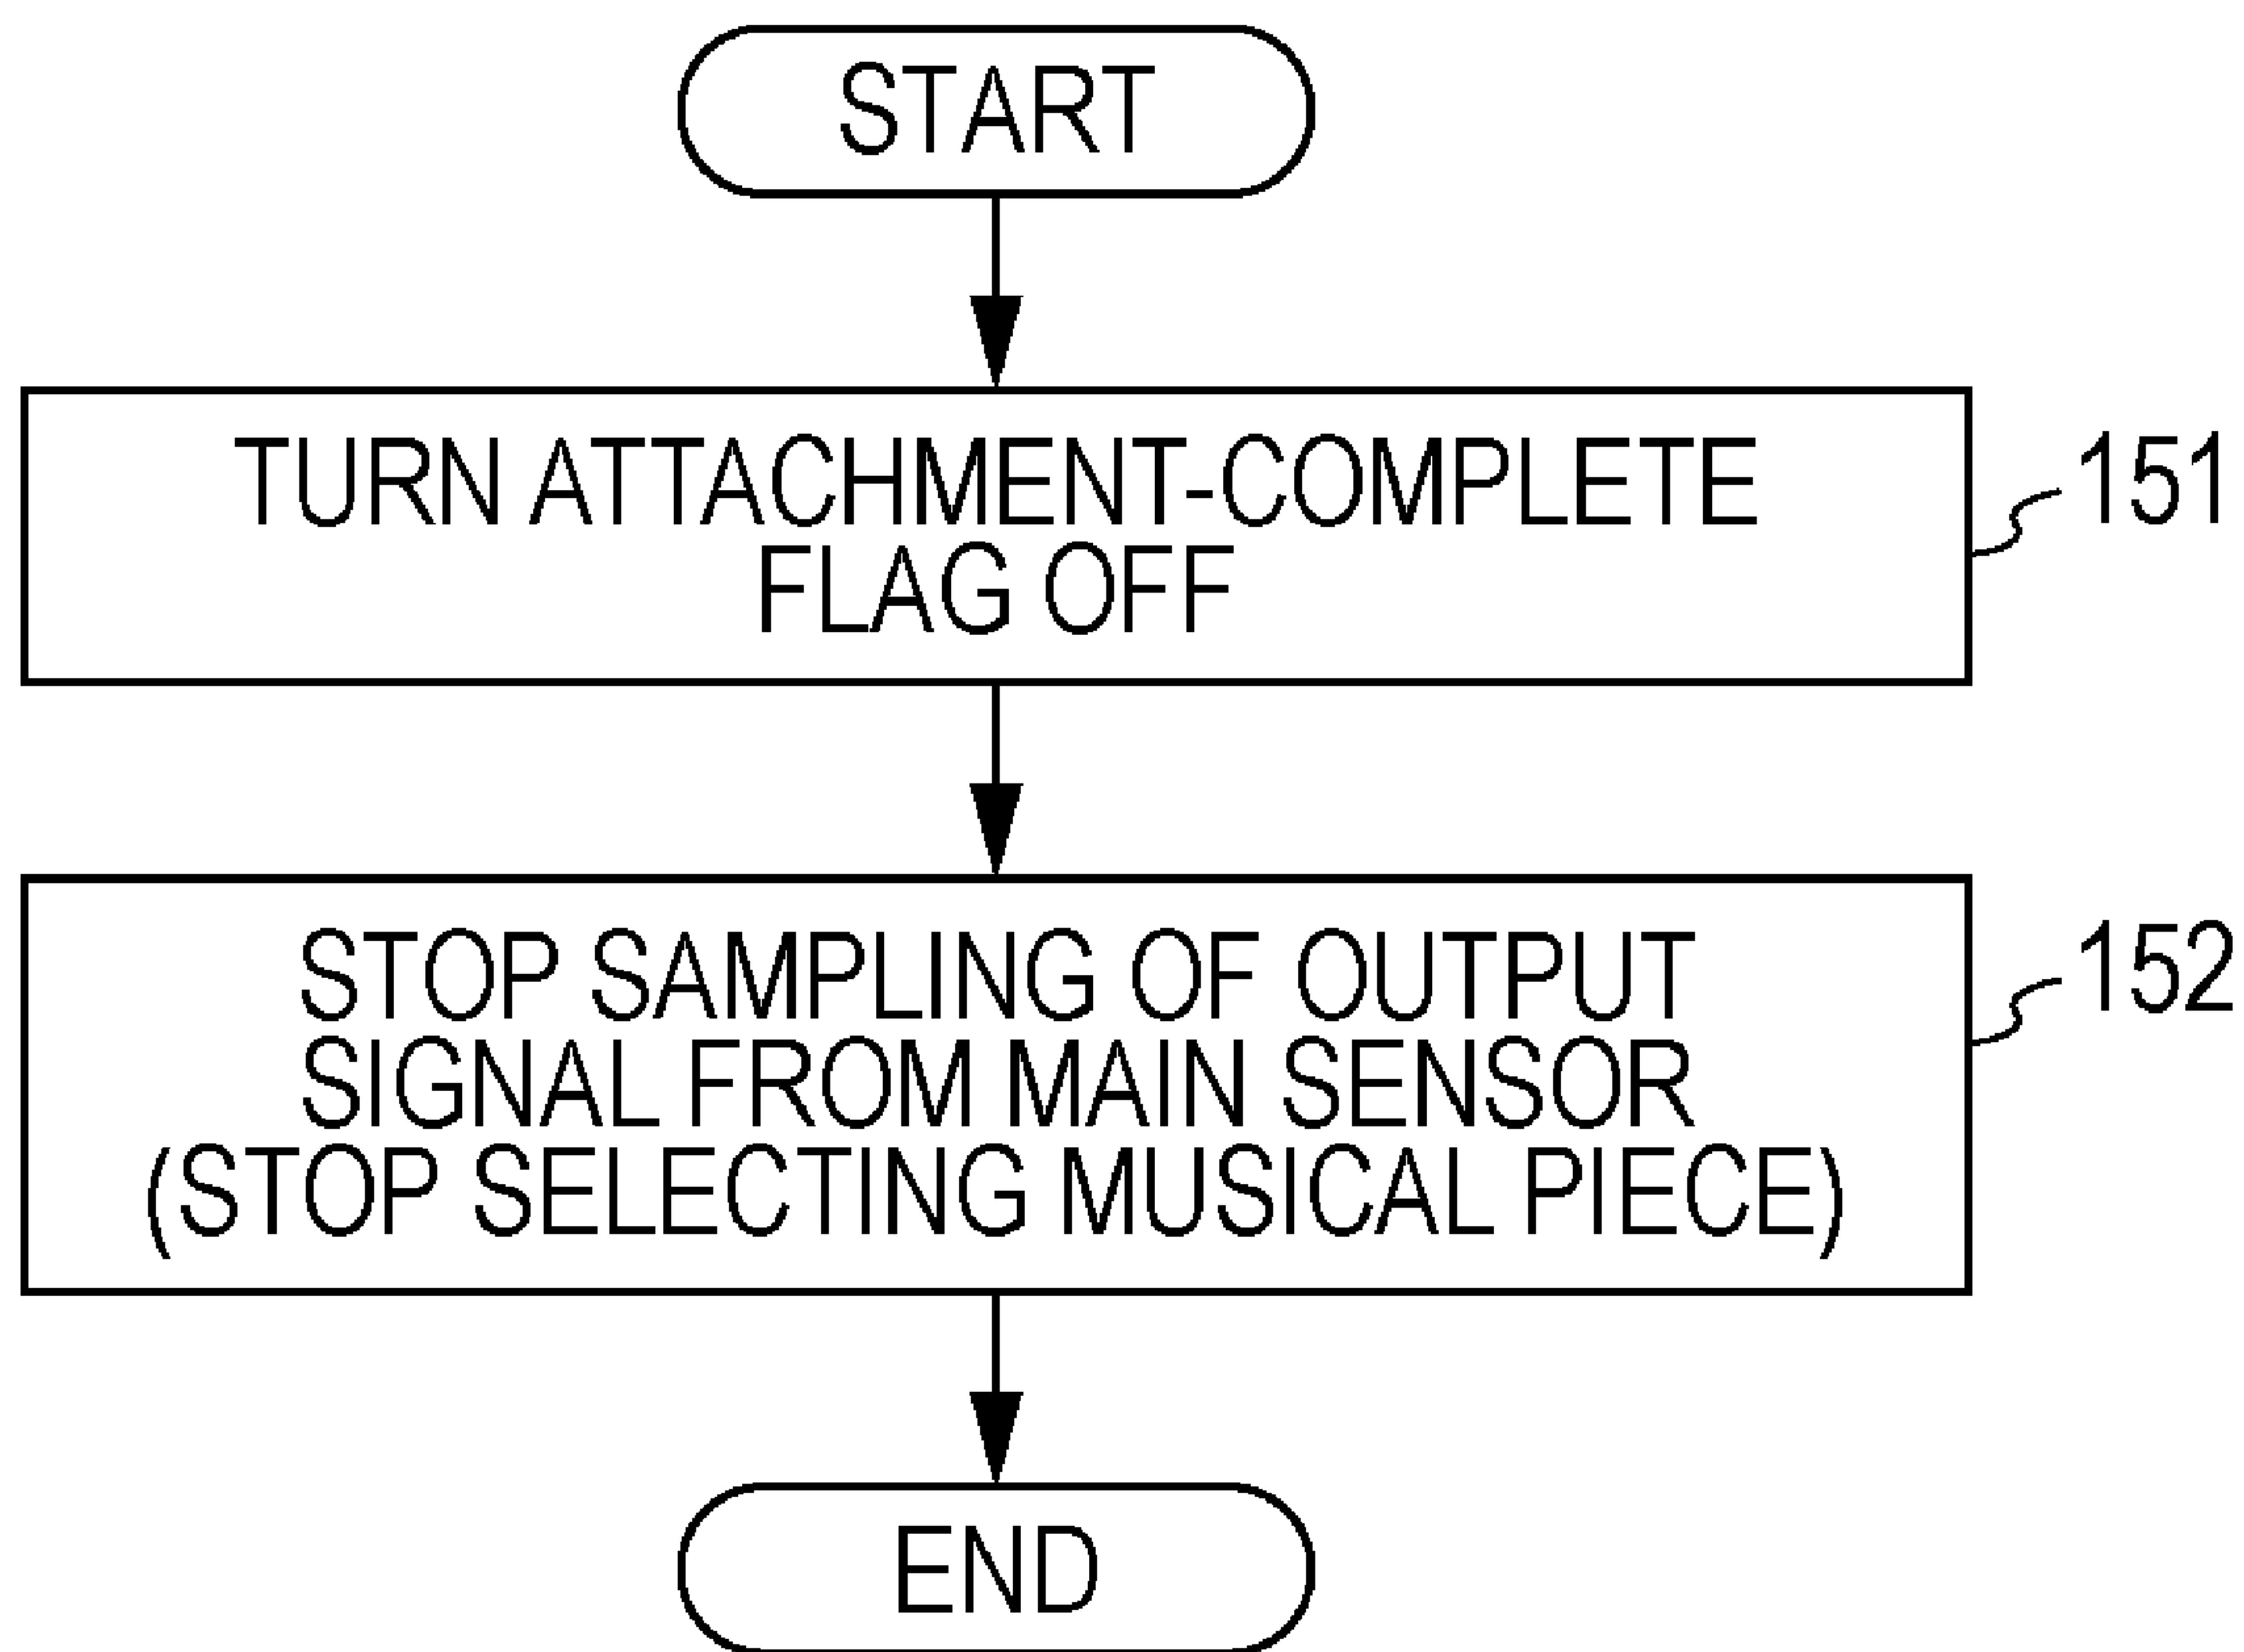 START
TURN ATTACHMENT-COMPLETE
FLAG OFF
151
STOP SAMPLING OF OUTPUT
SIGNAL FROM MAIN SENSOR
(STOP SELECTING MUSICAL PIECE)
152
END